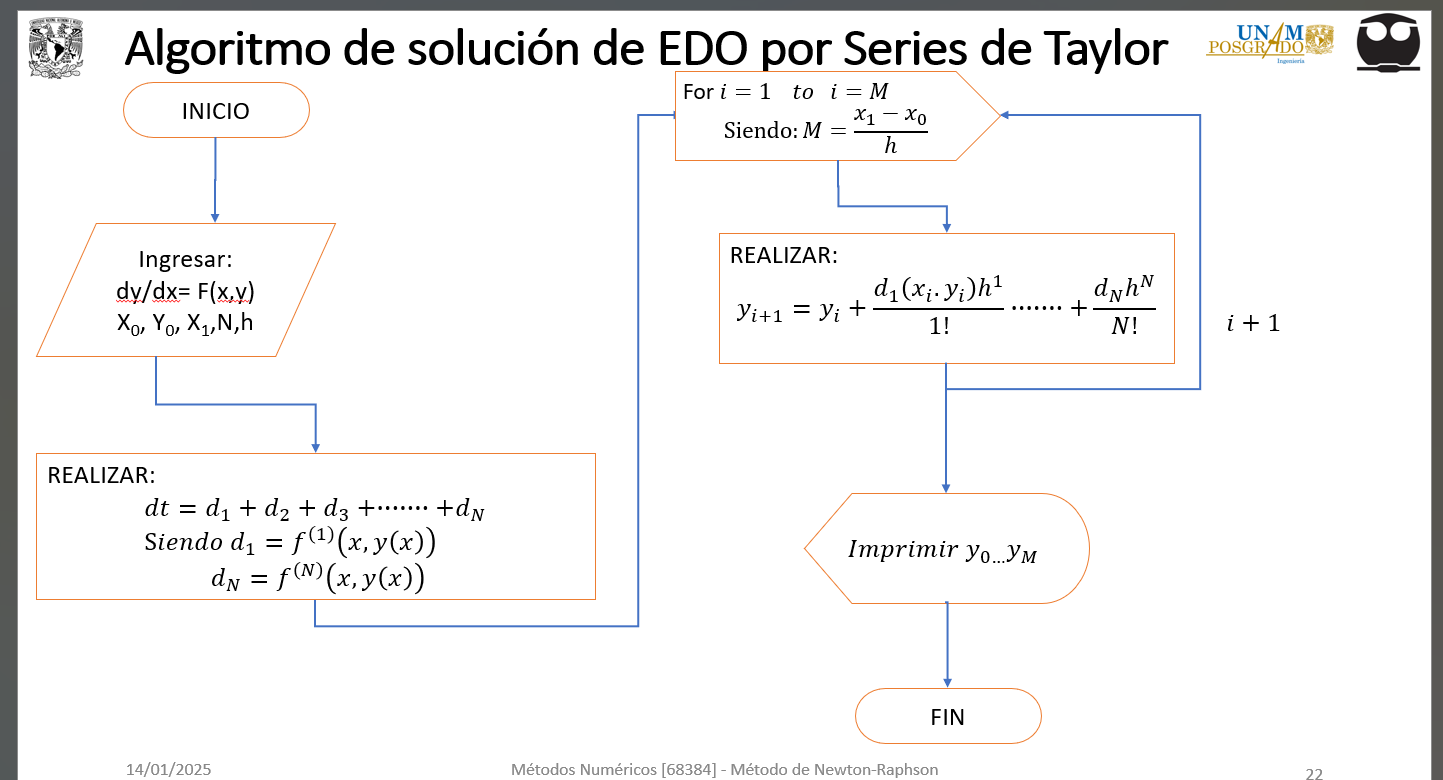 Algoritmo de solución de EDO por Series de Taylor
UNAM
POSGRADO
Ingeniería
INICIO
Ingresar:
dy/dx= F(x,y)
X₀, Y₀, X₁,N,h
REALIZAR:
dt = d₁ + d₂ + d₃ +······· +d_N
Siendo d₁ = f⁽¹⁾(x, y(x))
d_N = f⁽ᴺ⁾(x, y(x))
For i = 1 to i = M
Siendo: M = (x₁ − x₀)/h
REALIZAR:
y_{i+1} = y_i + d₁(x_i. y_i)h¹/1! ······· + d_N h^N/N!
i + 1
Imprimir y₀…y_M
FIN
14/01/2025
Métodos Numéricos [68384] - Método de Newton-Raphson
22